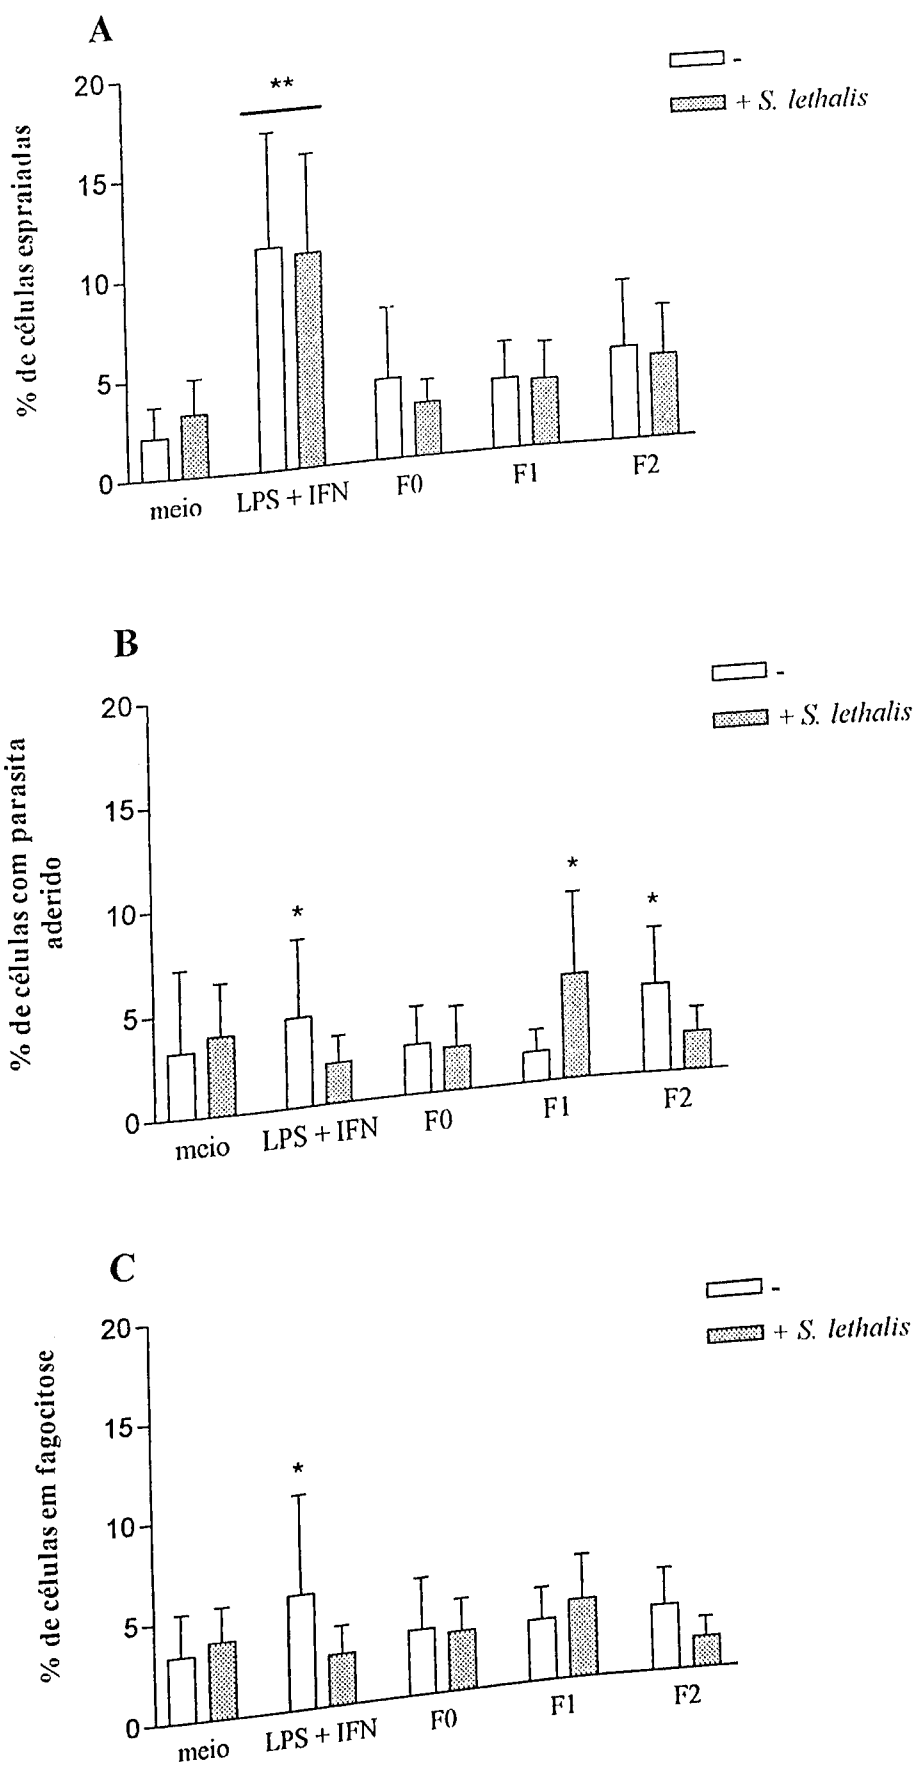 A
-
+ S. lethalis
**
20
15
10
5
0
% de células espraiadas
meio
LPS + IFN
F0
F1
F2
B
-
+ S. lethalis
20
15
10
5
0
% de células com parasita
aderido
*
*
*
meio
LPS + IFN
F0
F1
F2
C
-
+ S. lethalis
20
15
10
5
0
% de células em fagocitose
*
meio
LPS + IFN
F0
F1
F2